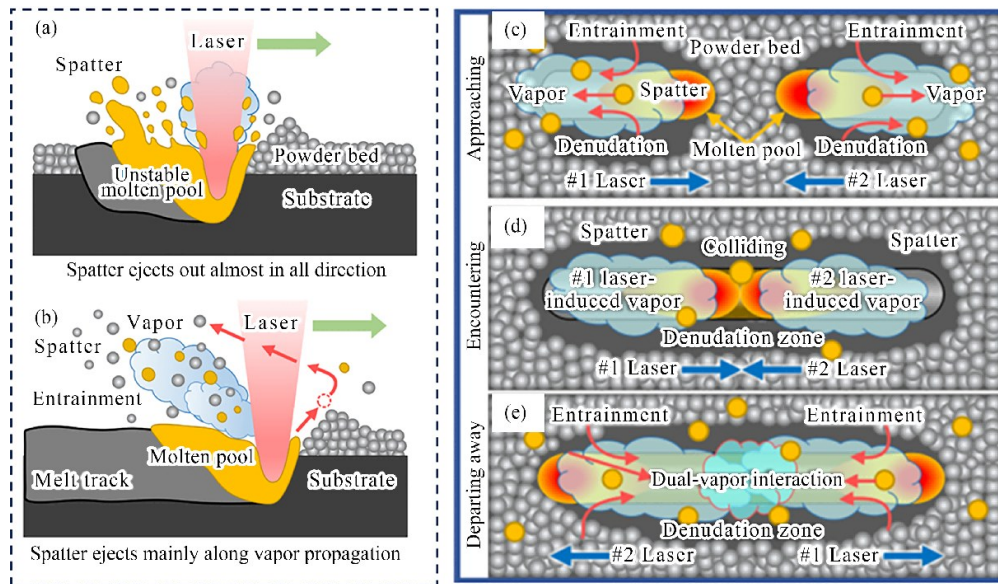 (a)
Laser
Spatter
Powder bed
Unstable
molten pool
Substrate
Spatter ejects out almost in all direction
(b)
Vapor
Laser
Spatter
Entrainment
Molten pool
Melt track
Substrate
Spatter ejects mainly along vapor propagation
Approaching
(c)
Entrainment
Powder bed
Entrainment
Vapor
Spatter
Vapor
Denudation
Molten pool
Denudation
#1 Laser
#2 Laser
Encountering
(d)
Spatter
Colliding
Spatter
#1 laser-
induced vapor
#2 laser-
induced vapor
Denudation zone
#1 Laser
#2 Laser
Departing away
(e)
Entrainment
Entrainment
Dual-vapor interaction
Denudation zone
#2 Laser
#1 Laser